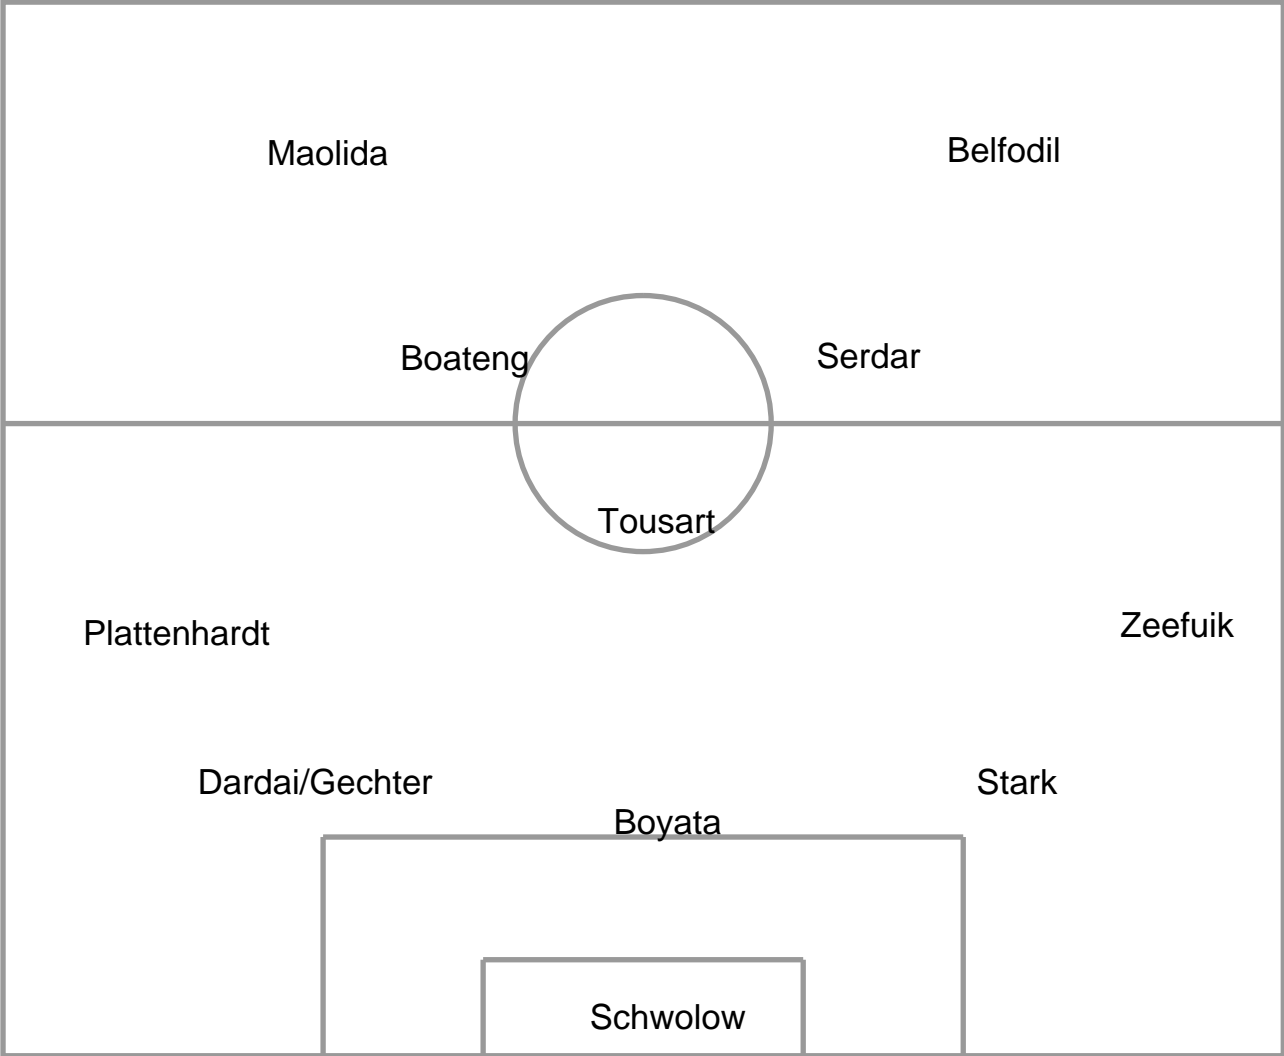 Maolida
Belfodil
Boateng
Serdar
Tousart
Plattenhardt
Zeefuik
Dardai/Gechter
Stark
Boyata
Schwolow